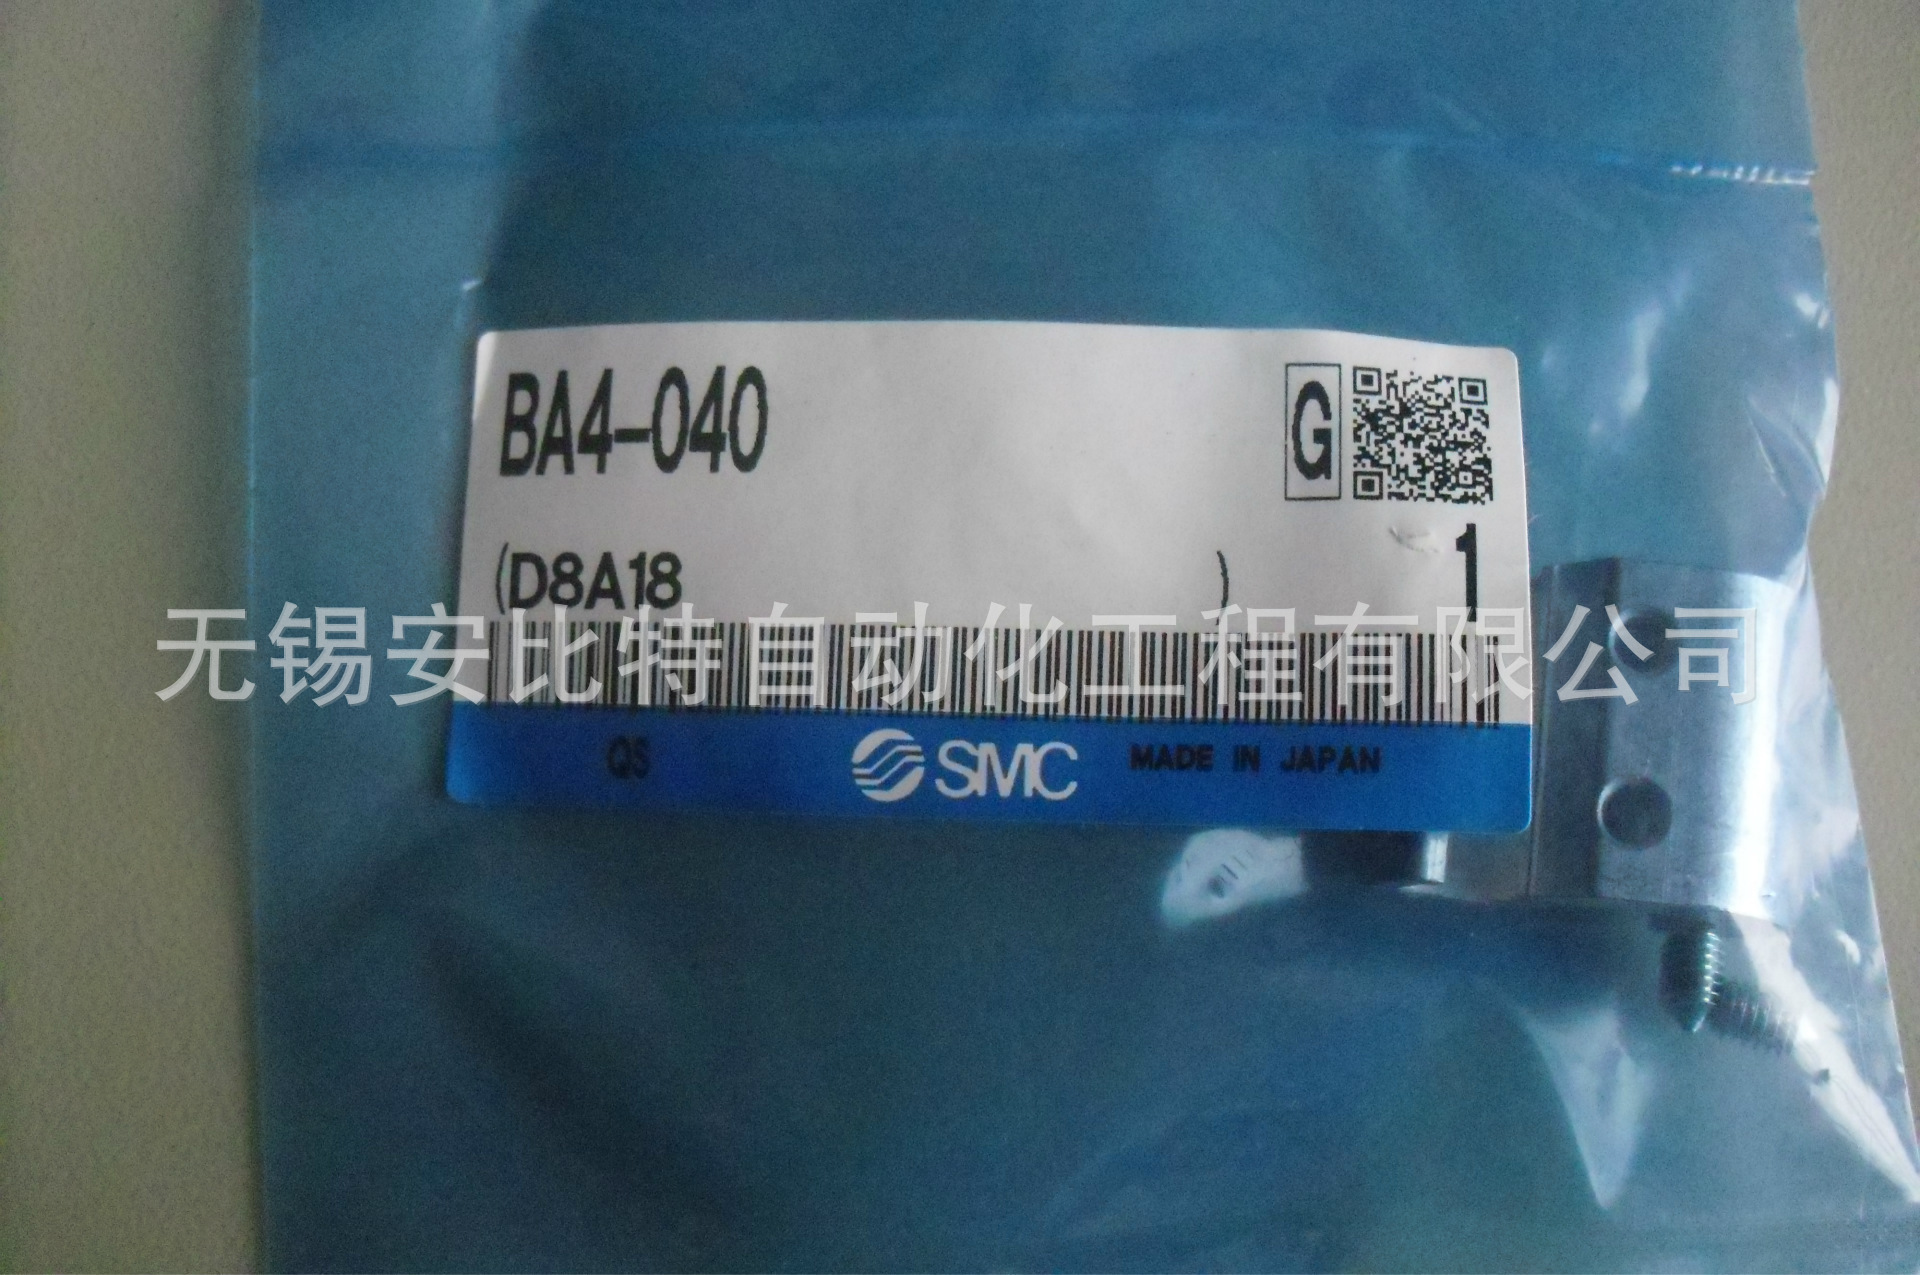 BA4-040
G
(D8A18 )
1
无锡安比特自动化工程有限公司
QS SMC MADE IN JAPAN